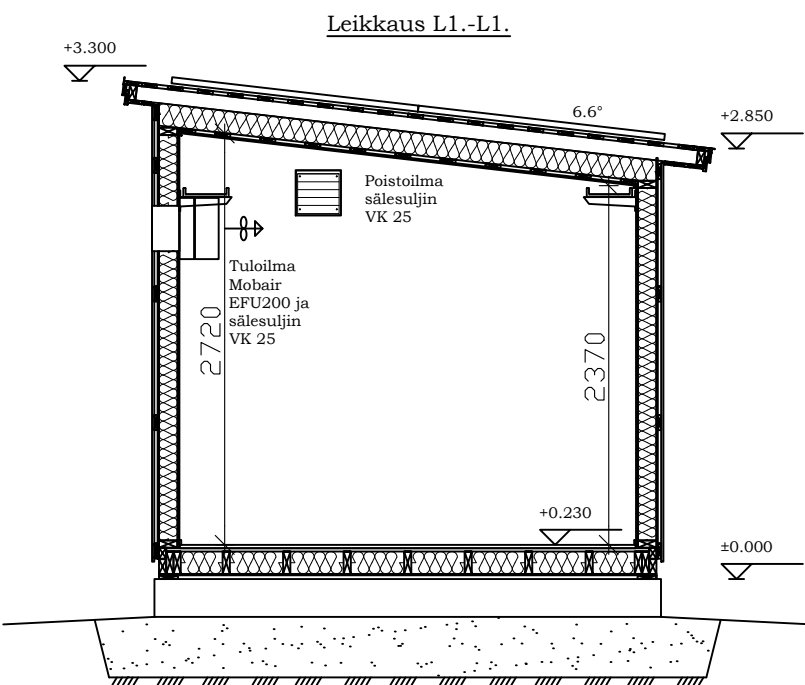 Leikkaus L1.-L1.
+3.300
6.6°
+2.850
Poistoilma
sälesuljin
VK 25
Tuloilma
Mobair
EFU200 ja
sälesuljin
VK 25
2720
2370
+0.230
±0.000